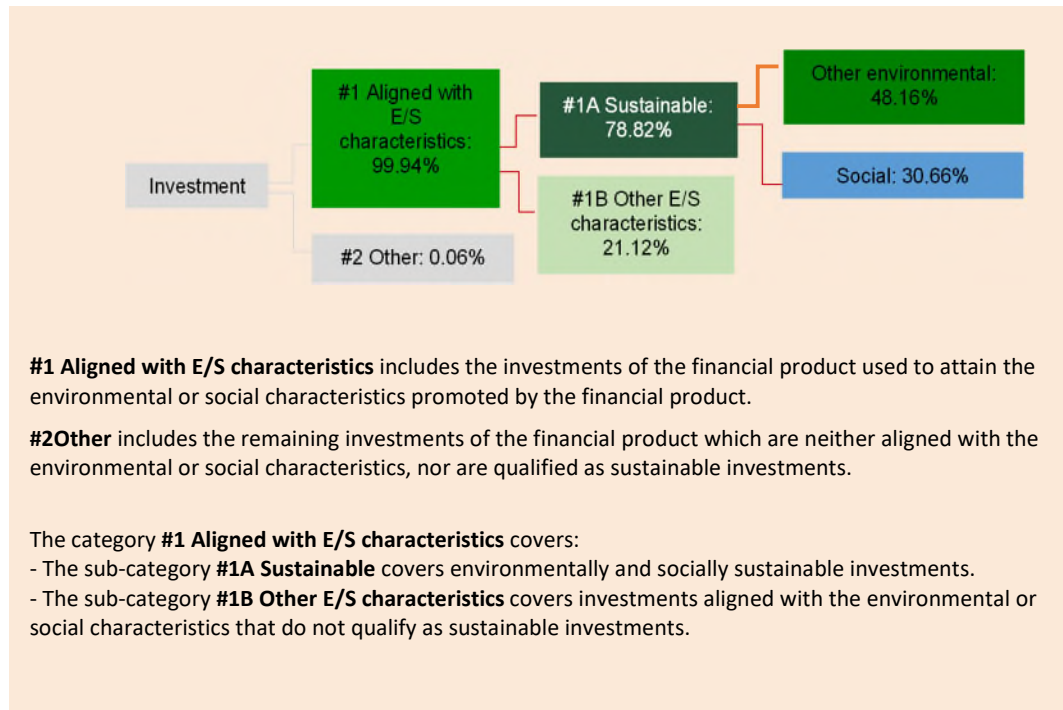 Investment
#1 Aligned with
E/S
characteristics:
99.94%
#2 Other: 0.06%
#1A Sustainable:
78.82%
#1B Other E/S
characteristics:
21.12%
Other environmental:
48.16%
Social: 30.66%
#1 Aligned with E/S characteristics includes the investments of the financial product used to attain the
environmental or social characteristics promoted by the financial product.
#2Other includes the remaining investments of the financial product which are neither aligned with the
environmental or social characteristics, nor are qualified as sustainable investments.
The category #1 Aligned with E/S characteristics covers:
- The sub-category #1A Sustainable covers environmentally and socially sustainable investments.
- The sub-category #1B Other E/S characteristics covers investments aligned with the environmental or
social characteristics that do not qualify as sustainable investments.